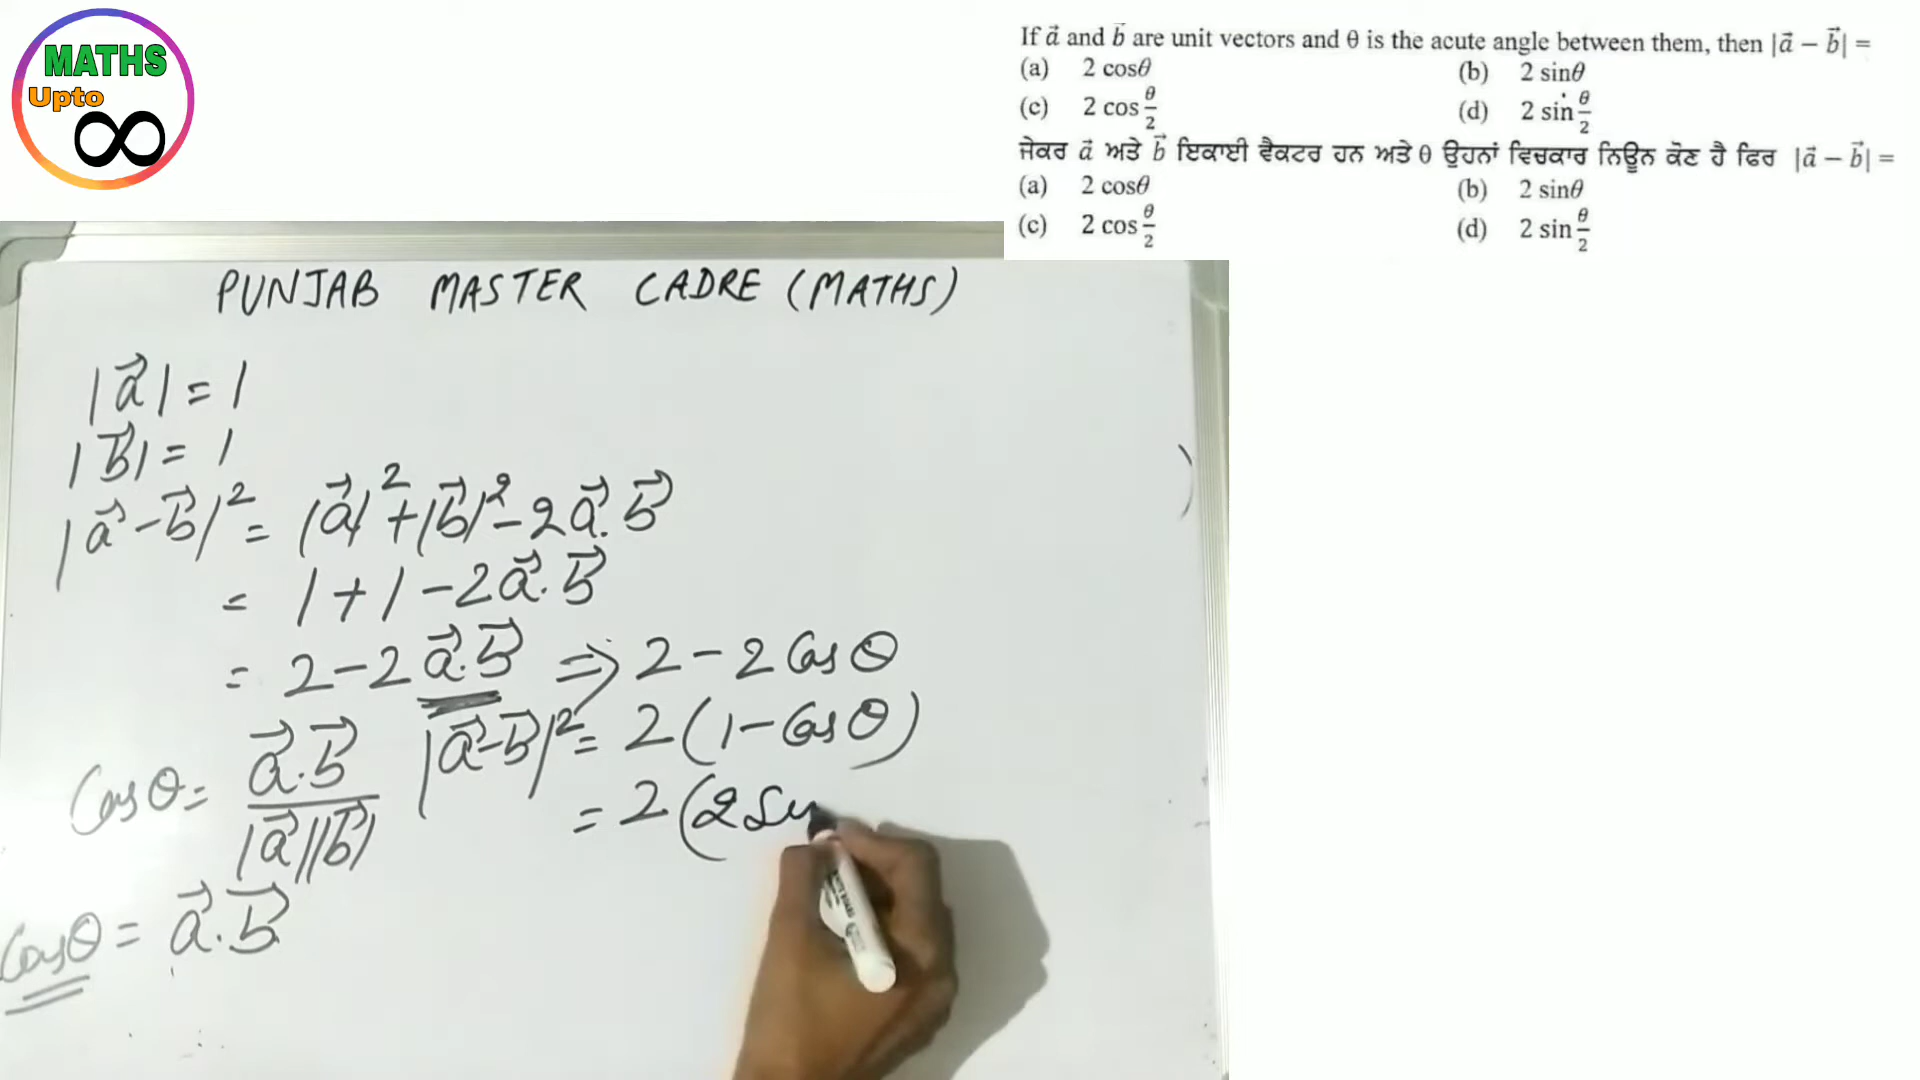 MATHS
Upto
∞
If a⃗ and b⃗ are unit vectors and θ is the acute angle between them, then |a⃗ − b⃗| =
(a) 2 cosθ (b) 2 sinθ
(c) 2 cos θ/2 (d) 2 sin θ/2
ਜੇਕਰ a⃗ ਅਤੇ b⃗ ਇਕਾਈ ਵੈਕਟਰ ਹਨ ਅਤੇ θ ਉਹਨਾਂ ਵਿਚਕਾਰ ਨਿਊਨ ਕੋਣ ਹੈ ਫਿਰ |a⃗ − b⃗| =
(a) 2 cosθ (b) 2 sinθ
(c) 2 cos θ/2 (d) 2 sin θ/2
PUNJAB MASTER CADRE (MATHS)
|a⃗| = 1
|b⃗| = 1
|a⃗ − b⃗|² = |a⃗|² + |b⃗|² − 2a⃗.b⃗
= 1 + 1 − 2a⃗.b⃗
= 2 − 2a⃗.b⃗ ⇒ 2 − 2 Cos θ
|a⃗ − b⃗|² = 2(1 − Cos θ)
= 2(2
Cos θ = a⃗.b⃗ / |a⃗||b⃗|
Cosθ = a⃗.b⃗